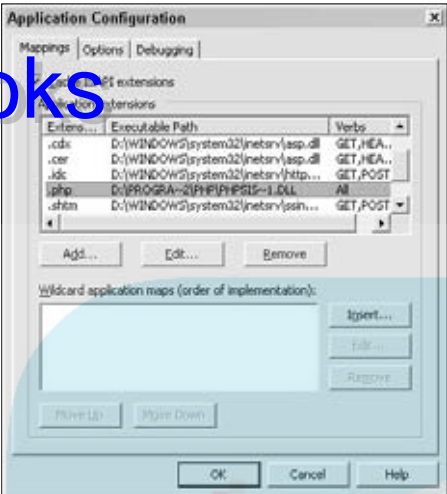 Application Configuration
Mappings Options Debugging
oks
extensions
Extens... Executable Path Verbs
.cdx D:\WINDOWS\system32\inetsrv\asp.dll GET,HEA...
.cer D:\WINDOWS\system32\inetsrv\asp.dll GET,HEA...
.idc D:\WINDOWS\system32\inetsrv\http... GET,POST
.php D:\PROGRA~2\PHP\PHPSIS~1.DLL All
.shtm D:\WINDOWS\system32\inetsrv\ssin... GET,POST
Add... Edit... Remove
Wildcard application maps (order of implementation):
Insert...
Edit...
Remove
Move Up Move Down
OK Cancel Help